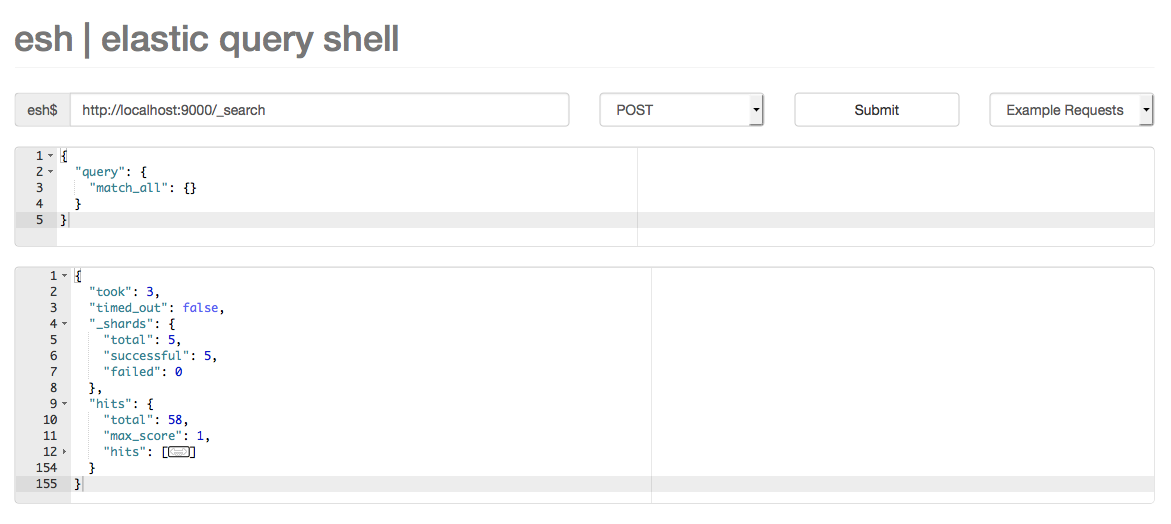 esh | elastic query shell
esh$ http://localhost:9000/_search POST Submit Example Requests
1 {
2 "query": {
3 "match_all": {}
4 }
5 }
1 {
2 "took": 3,
3 "timed_out": false,
4 "_shards": {
5 "total": 5,
6 "successful": 5,
7 "failed": 0
8 },
9 "hits": {
10 "total": 58,
11 "max_score": 1,
12 "hits": []
154 }
155 }